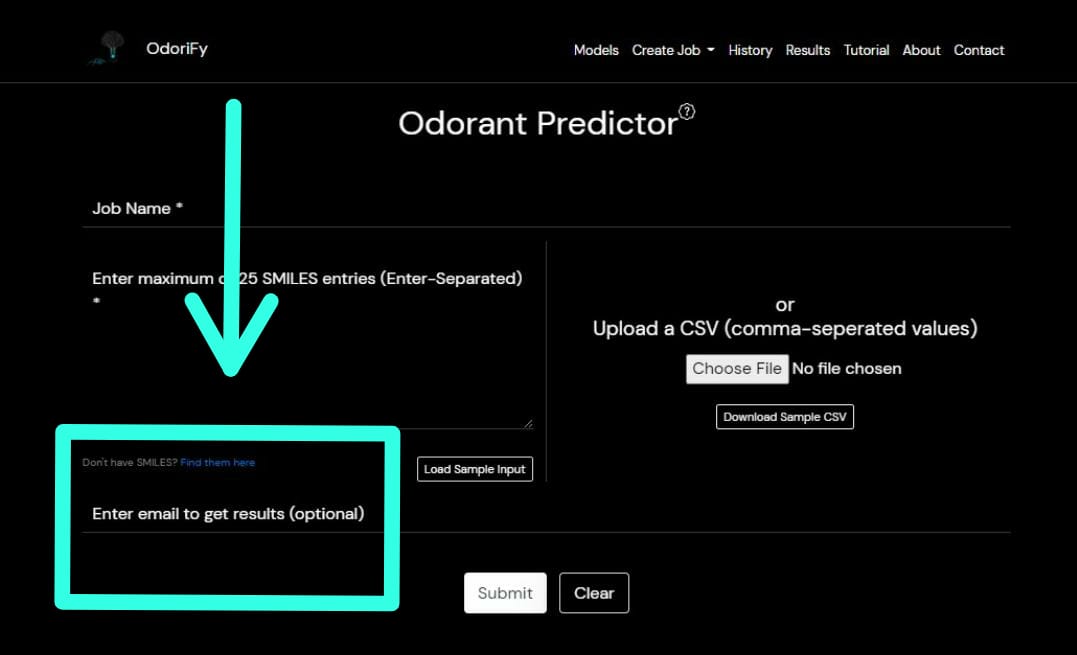 OdoriFy
Models Create Job History Results Tutorial About Contact
Odorant Predictor?
Job Name *
Enter maximum 25 SMILES entries (Enter-Separated)
*
or
Upload a CSV (comma-seperated values)
Choose File No file chosen
Download Sample CSV
Don't have SMILES? Find them here
Load Sample Input
Enter email to get results (optional)
Submit Clear